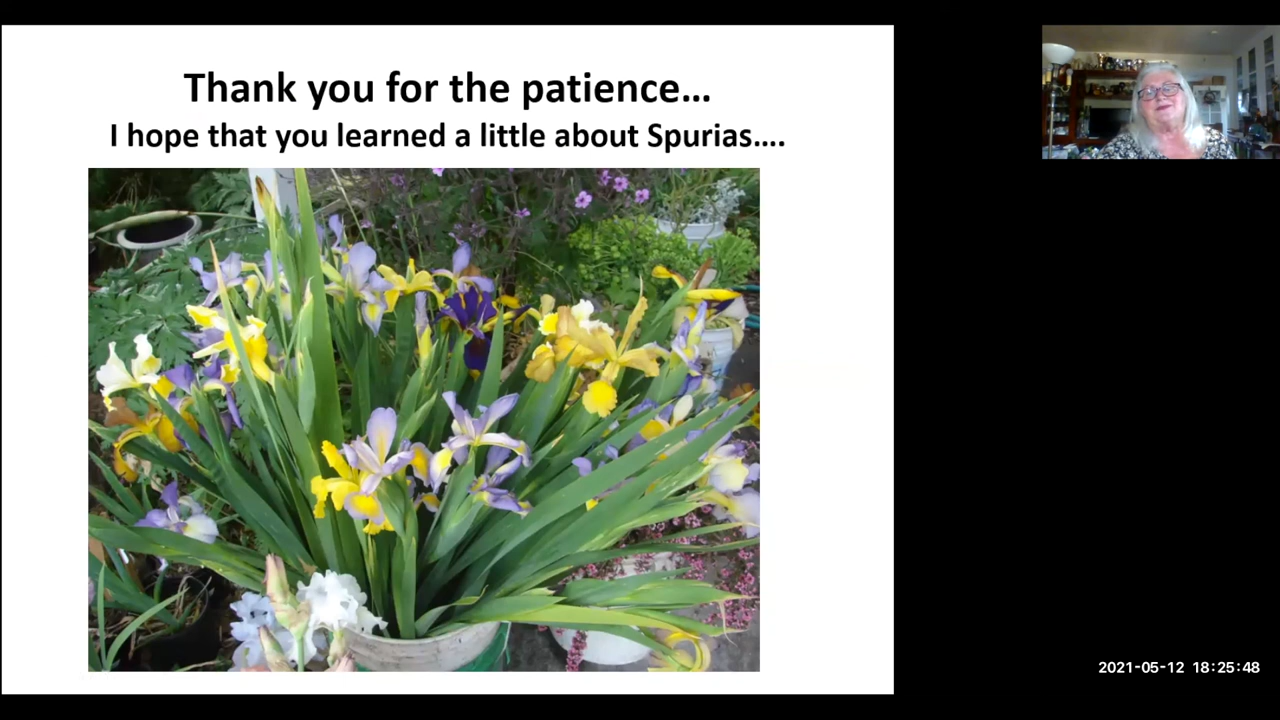 Thank you for the patience…
I hope that you learned a little about Spurias….
2021-05-12 18:25:48